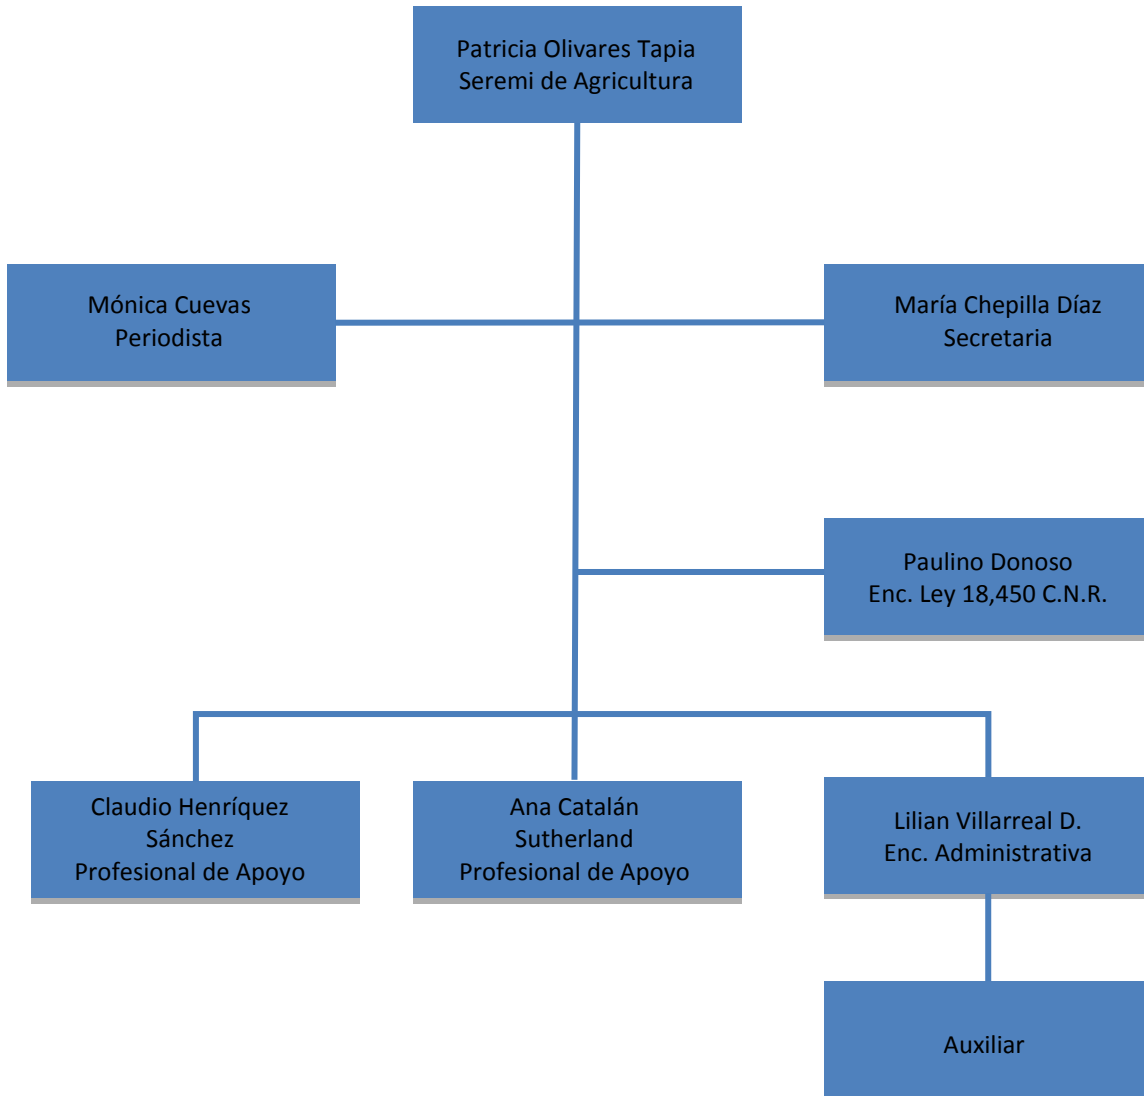 Patricia Olivares Tapia
Seremi de Agricultura
Mónica Cuevas
Periodista
María Chepilla Díaz
Secretaria
Paulino Donoso
Enc. Ley 18,450 C.N.R.
Claudio Henríquez
Sánchez
Profesional de Apoyo
Ana Catalán
Sutherland
Profesional de Apoyo
Lilian Villarreal D.
Enc. Administrativa
Auxiliar